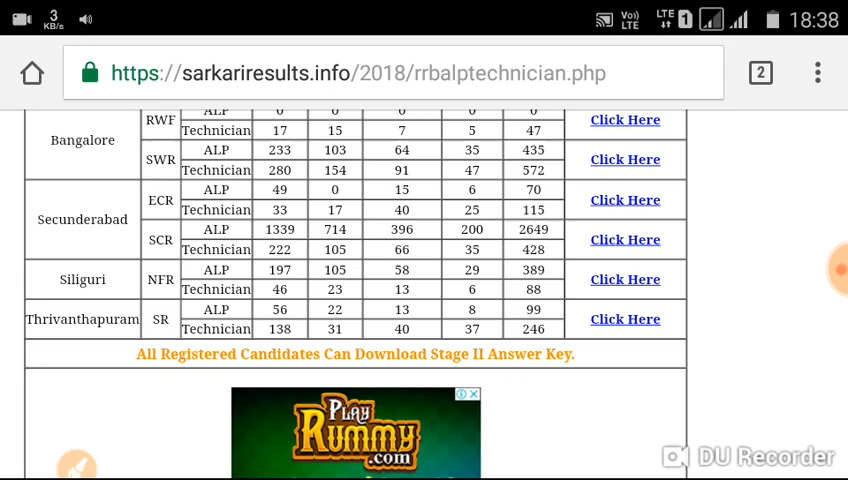 3
KB/s
Vo))
LTE
LTE
1
18:38
https://sarkariresults.info/2018/rrbalptechnician.php
2
Bangalore RWF ALP 0 0 0 0 0 Click Here
Technician 17 15 7 5 47
SWR ALP 233 103 64 35 435 Click Here
Technician 280 154 91 47 572
Secunderabad ECR ALP 49 0 15 6 70 Click Here
Technician 33 17 40 25 115
SCR ALP 1339 714 396 200 2649 Click Here
Technician 222 105 66 35 428
Siliguri NFR ALP 197 105 58 29 389 Click Here
Technician 46 23 13 6 88
Thrivanthapuram SR ALP 56 22 13 8 99 Click Here
Technician 138 31 40 37 246
All Registered Candidates Can Download Stage II Answer Key.
PLAY
RUMMY
.com
DU Recorder